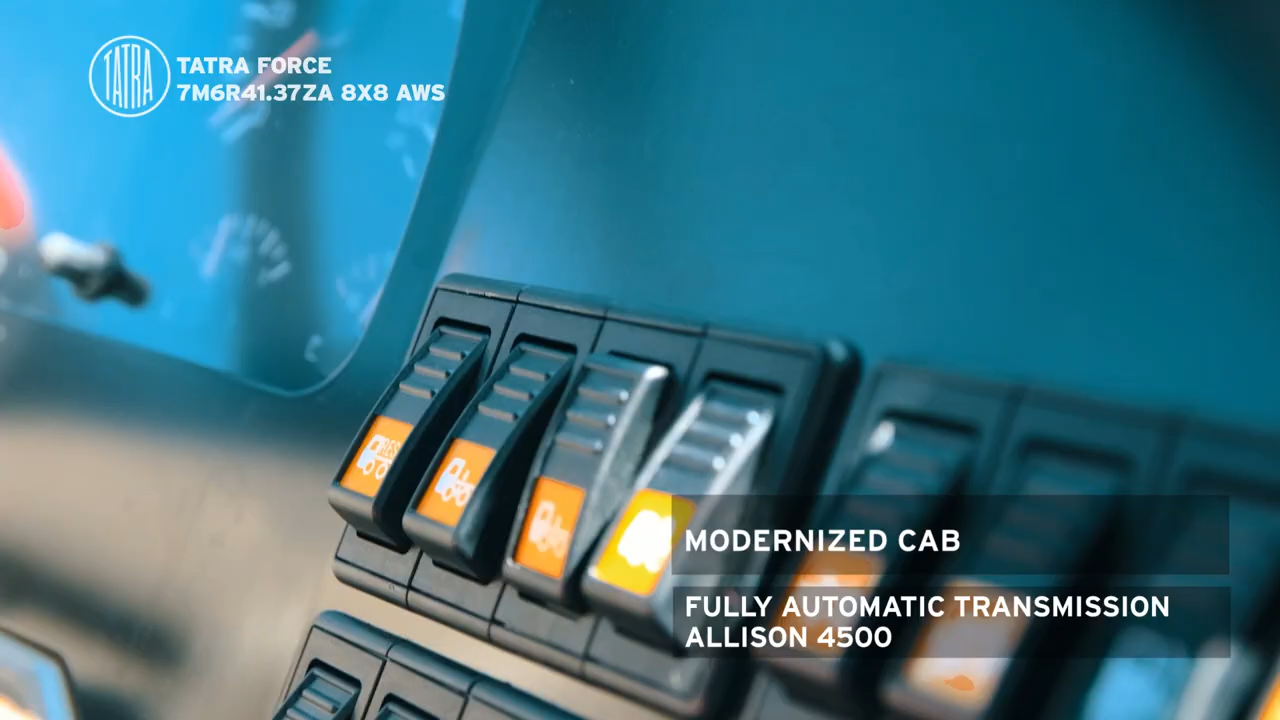 TATRA
TATRA FORCE
7M6R41.37ZA 8X8 AWS
MODERNIZED CAB
FULLY AUTOMATIC TRANSMISSION
ALLISON 4500